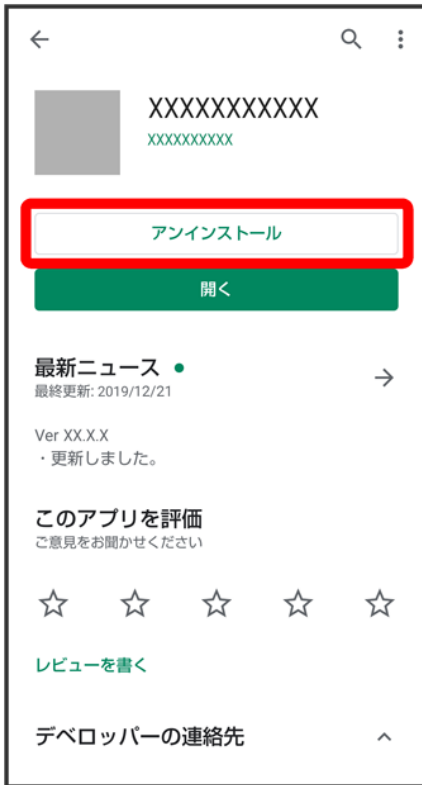 XXXXXXXXXXX
XXXXXXXXXX
アンインストール
開く
最新ニュース
最終更新: 2019/12/21
Ver XX.X.X
・更新しました。
このアプリを評価
ご意見をお聞かせください
レビューを書く
デベロッパーの連絡先